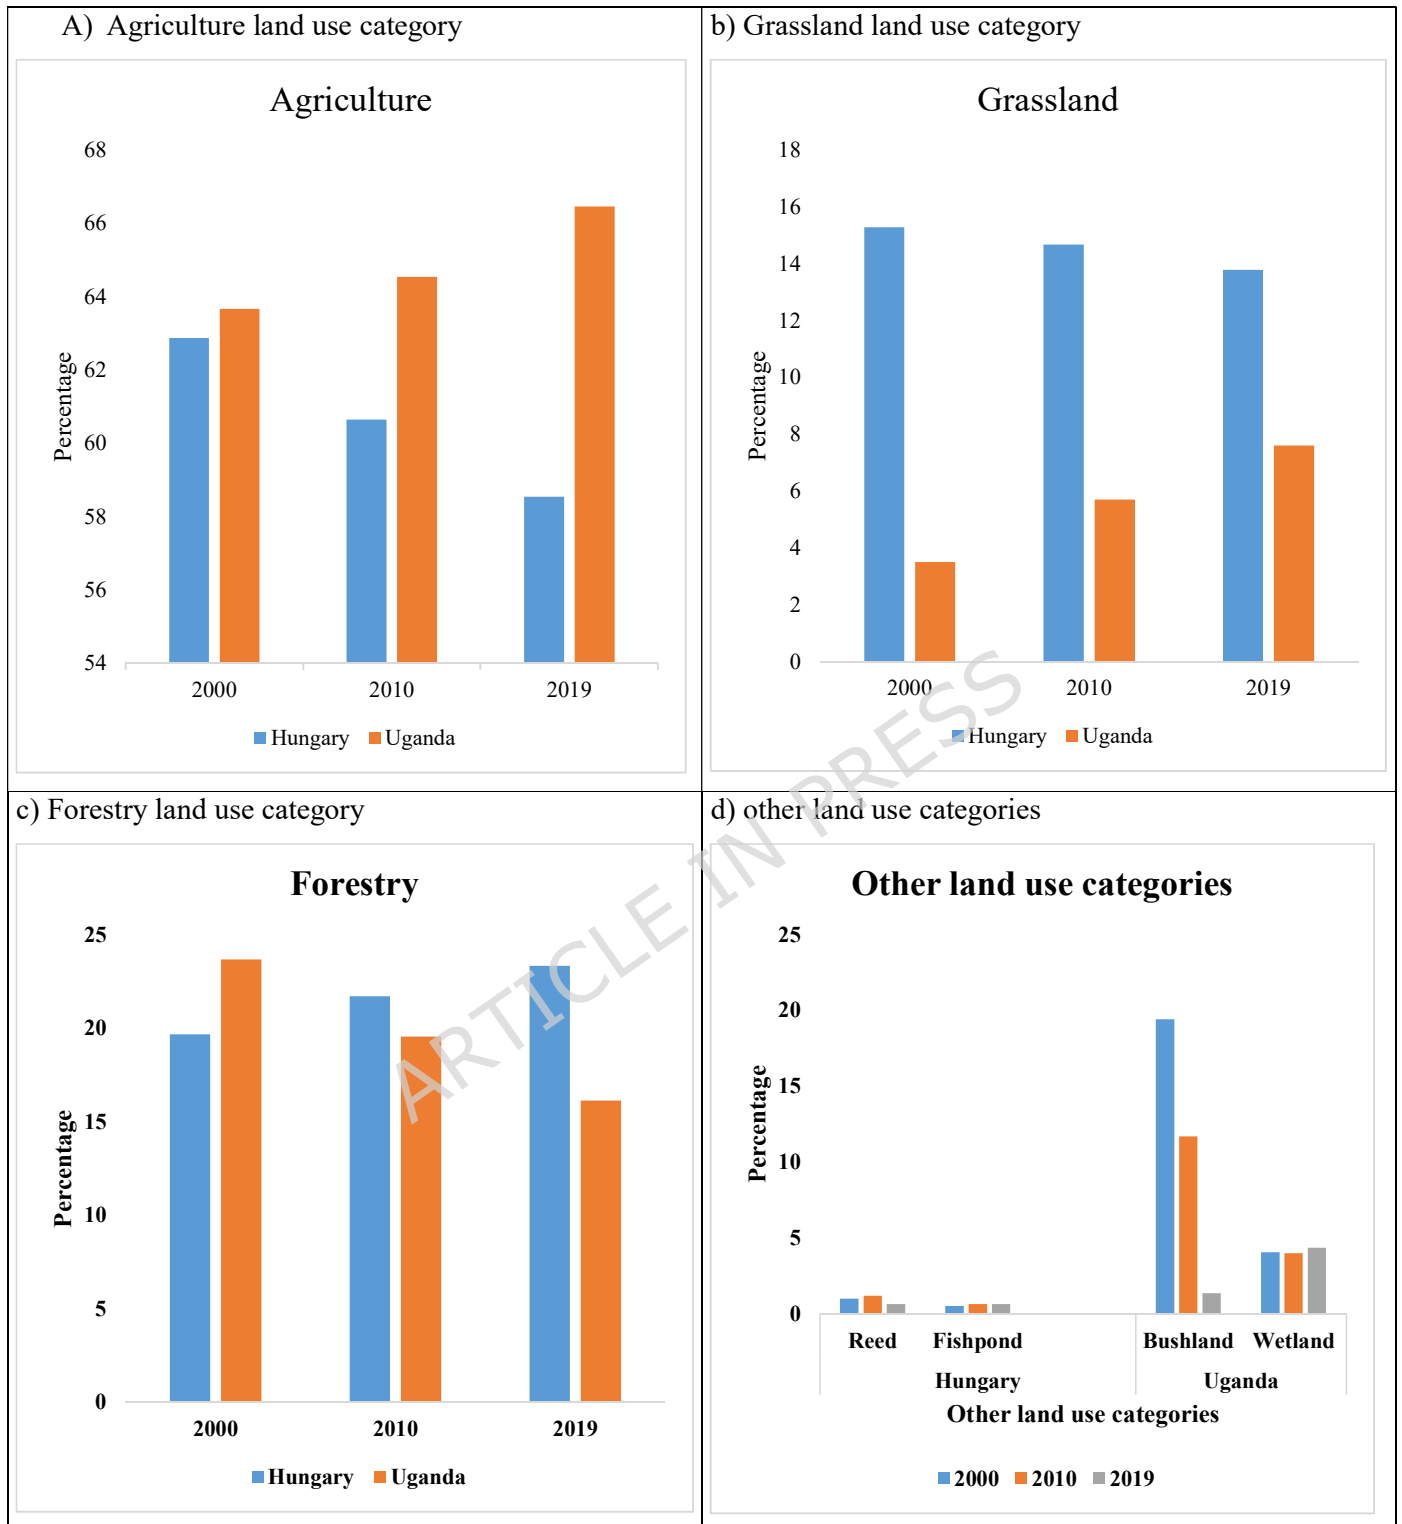 A) Agriculture land use category
Agriculture
68
66
64
62
60
58
56
54
Percentage
2000 2010 2019
Hungary Uganda
b) Grassland land use category
Grassland
18
16
14
12
10
8
6
4
2
0
Percentage
2000 2010 2019
Hungary Uganda
c) Forestry land use category
Forestry
25
20
15
10
5
0
Percentage
2000 2010 2019
Hungary Uganda
d) other land use categories
Other land use categories
25
20
15
10
5
0
Percentage
Reed Fishpond Bushland Wetland
Hungary Uganda
Other land use categories
2000 2010 2019
ARTICLE IN PRESS